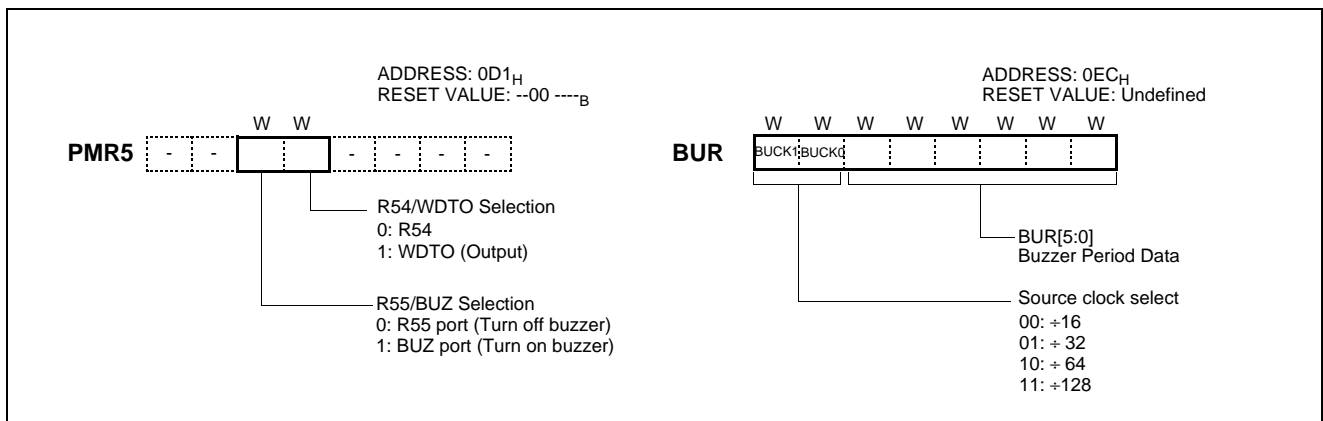 ADDRESS: 0D1H
RESET VALUE: --00 ----B
W W
PMR5 - - - - - -
R54/WDTO Selection
0: R54
1: WDTO (Output)
R55/BUZ Selection
0: R55 port (Turn off buzzer)
1: BUZ port (Turn on buzzer)
ADDRESS: 0ECH
RESET VALUE: Undefined
W W W W W W W W
BUR BUCK1 BUCK0
BUR[5:0]
Buzzer Period Data
Source clock select
00: ÷16
01: ÷ 32
10: ÷ 64
11: ÷128